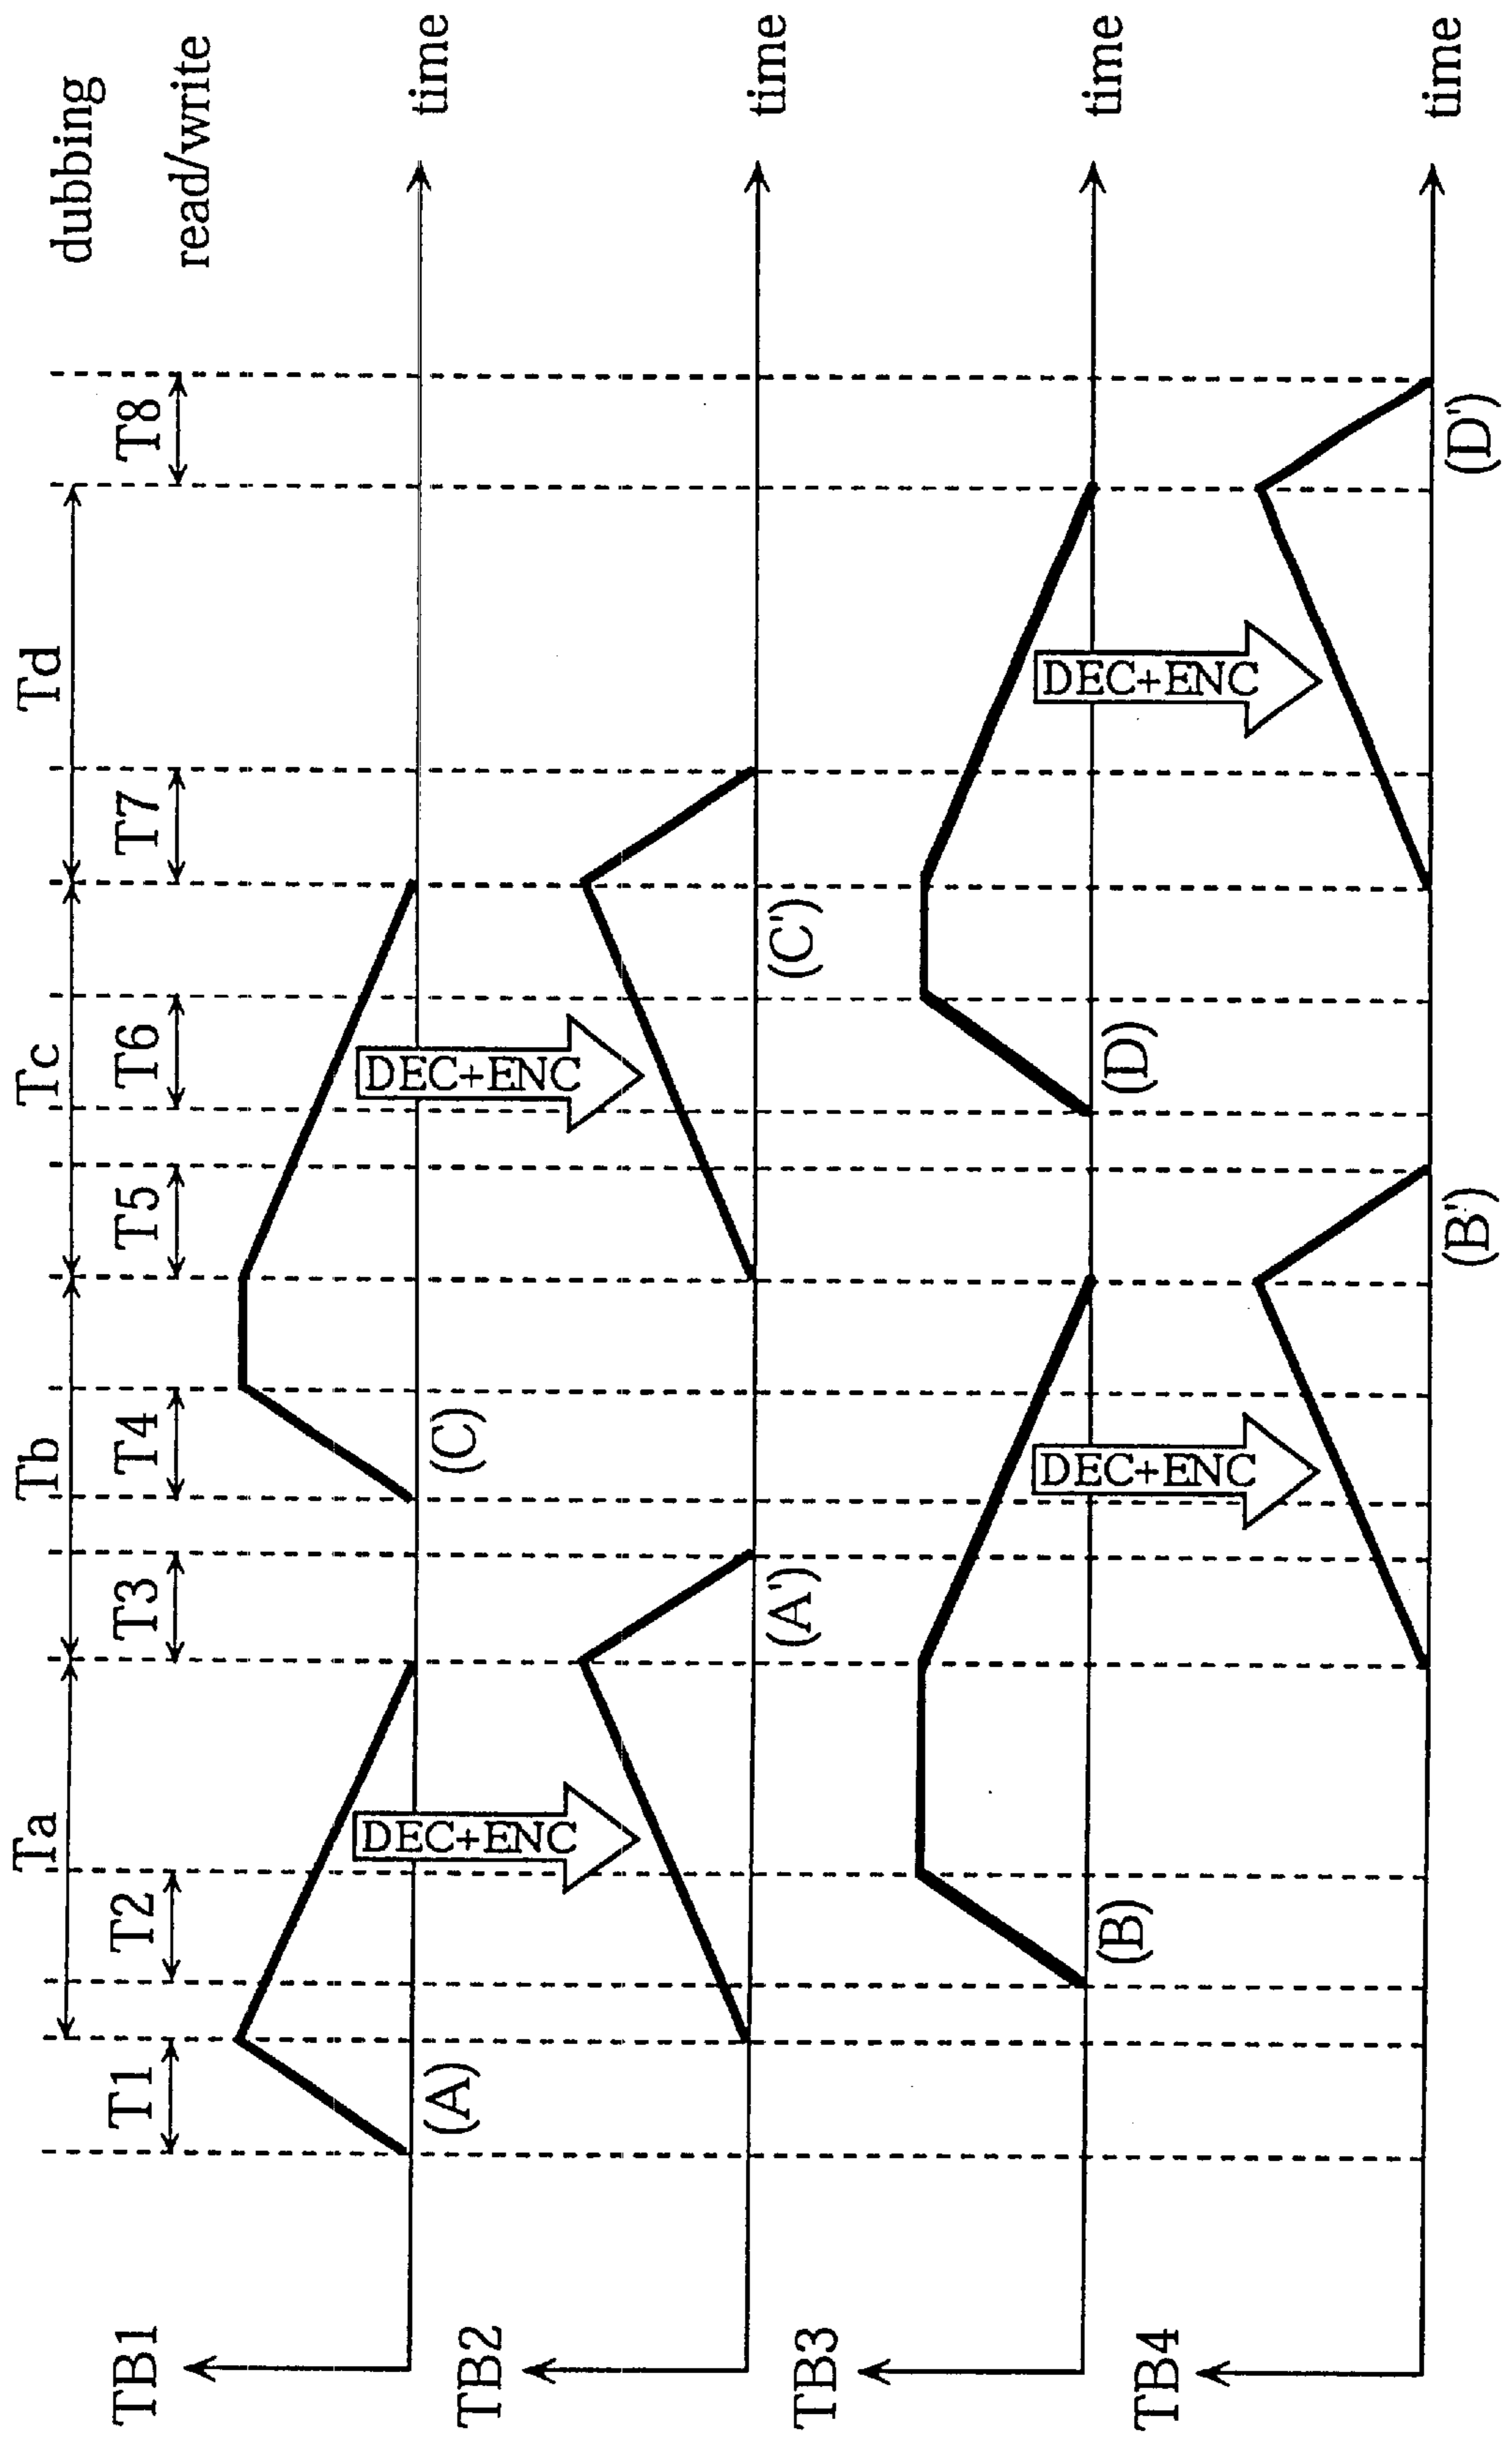 Ta Tb Tc Td dubbing
T1 T2 T3 T4 T5 T6 T7 T8 read/write
TB1
DEC+ENC DEC+ENC
(A) (C) time
TB2
(A') (C') time
TB3
DEC+ENC DEC+ENC
(B) (D) time
TB4
(B') (D') time